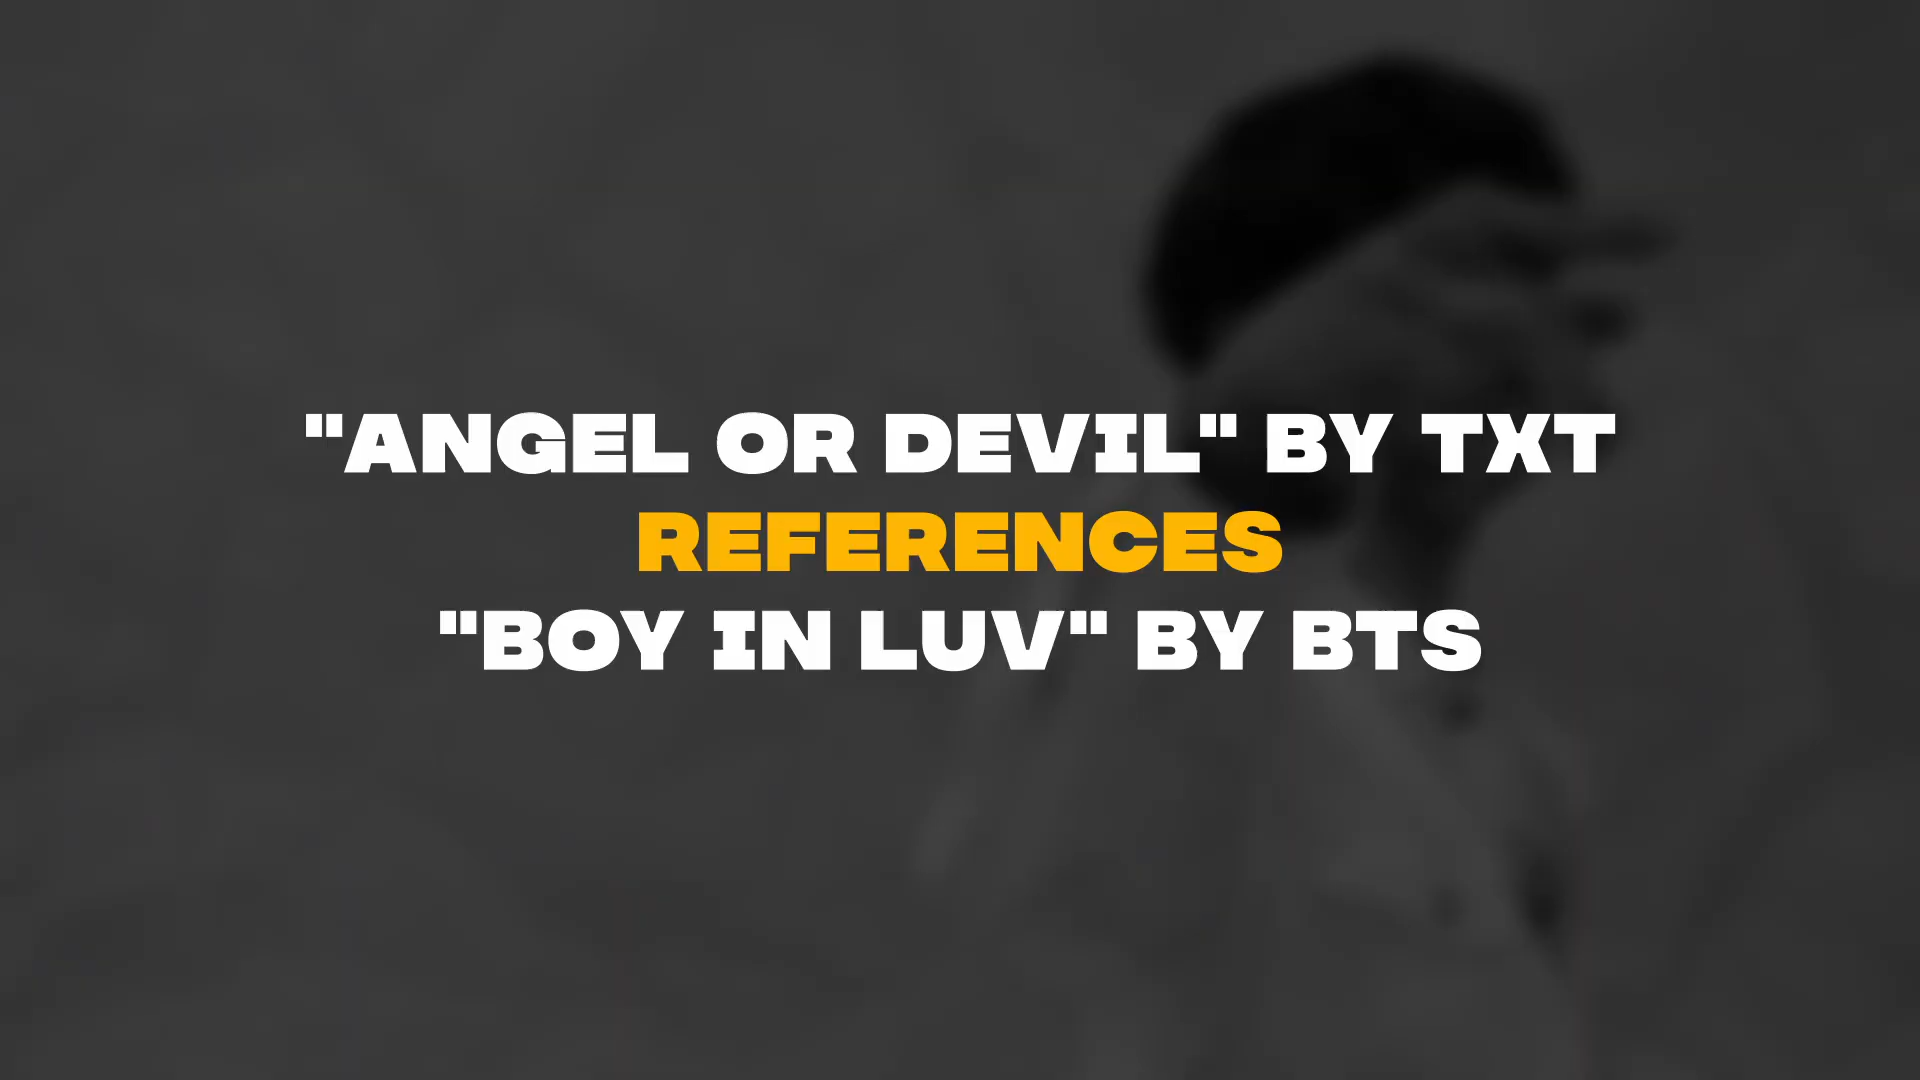 "ANGEL OR DEVIL" BY TXT
REFERENCES
"BOY IN LUV" BY BTS